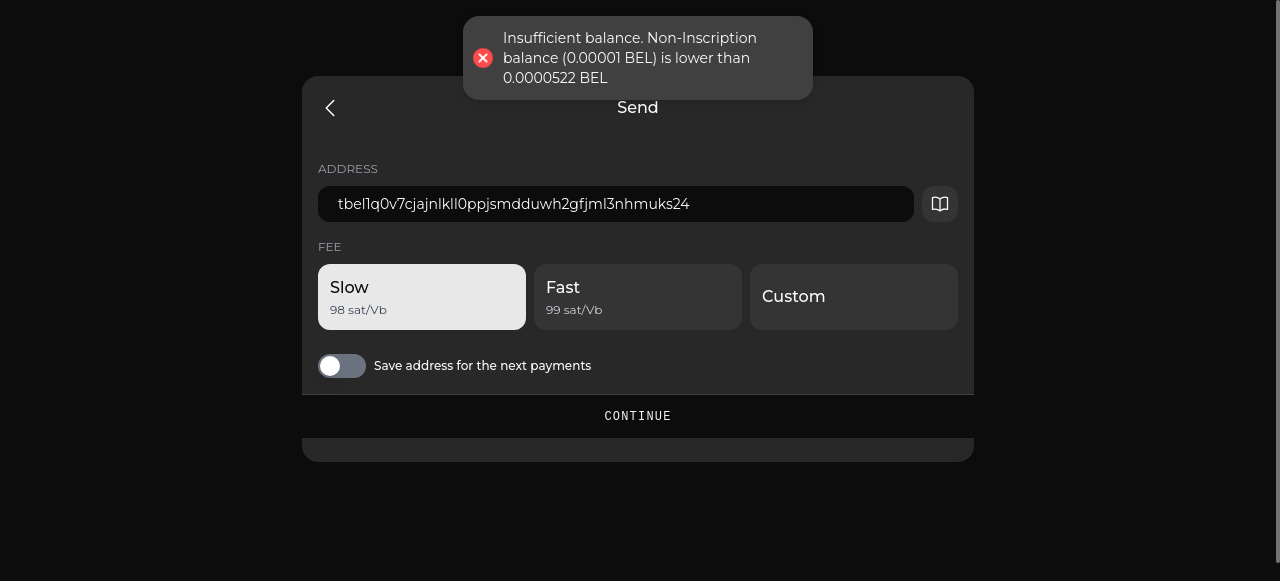 Insufficient balance. Non-Inscription
balance (0.00001 BEL) is lower than
0.0000522 BEL
Send
ADDRESS
tbel1q0v7cjajnlkll0ppjsmdduwh2gfjml3nhmuks24
FEE
Slow
98 sat/Vb
Fast
99 sat/Vb
Custom
Save address for the next payments
CONTINUE